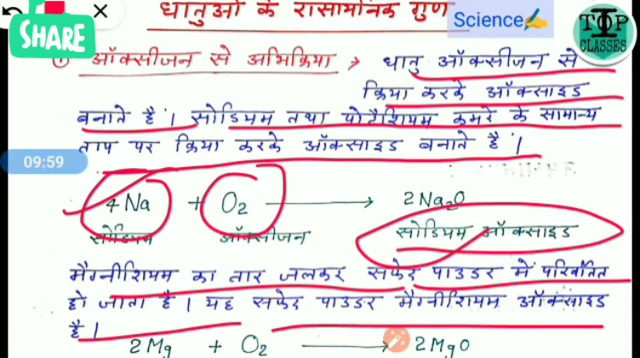 धातुओं के रासायनिक गुण
Science✍
TOP
CLASSES
SHARE
① ऑक्सीजन से अभिक्रिया → धातु ऑक्सीजन से
क्रिया करके ऑक्साइड
बनाते है। सोडियम तथा पोटैशियम कमरे के सामान्य
ताप पर क्रिया करके ऑक्साइड बनाते है।
09:59
4Na + O₂ → 2Na₂O
सोडियम ऑक्सीजन सोडियम ऑक्साइड
मैग्नीशियम का तार जलकर सफेद पाउडर में परिवर्तित
हो जाता है। यह सफेद पाउडर मैग्नीशियम ऑक्साइड
है।
2Mg + O₂ → 2MgO